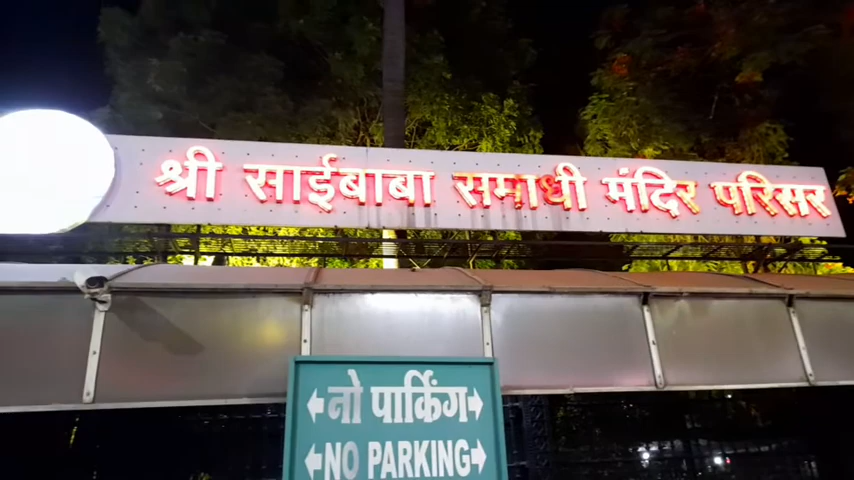 श्री साईबाबा समाधी मंदिर परिसर
नो पार्किंग
NO PARKING